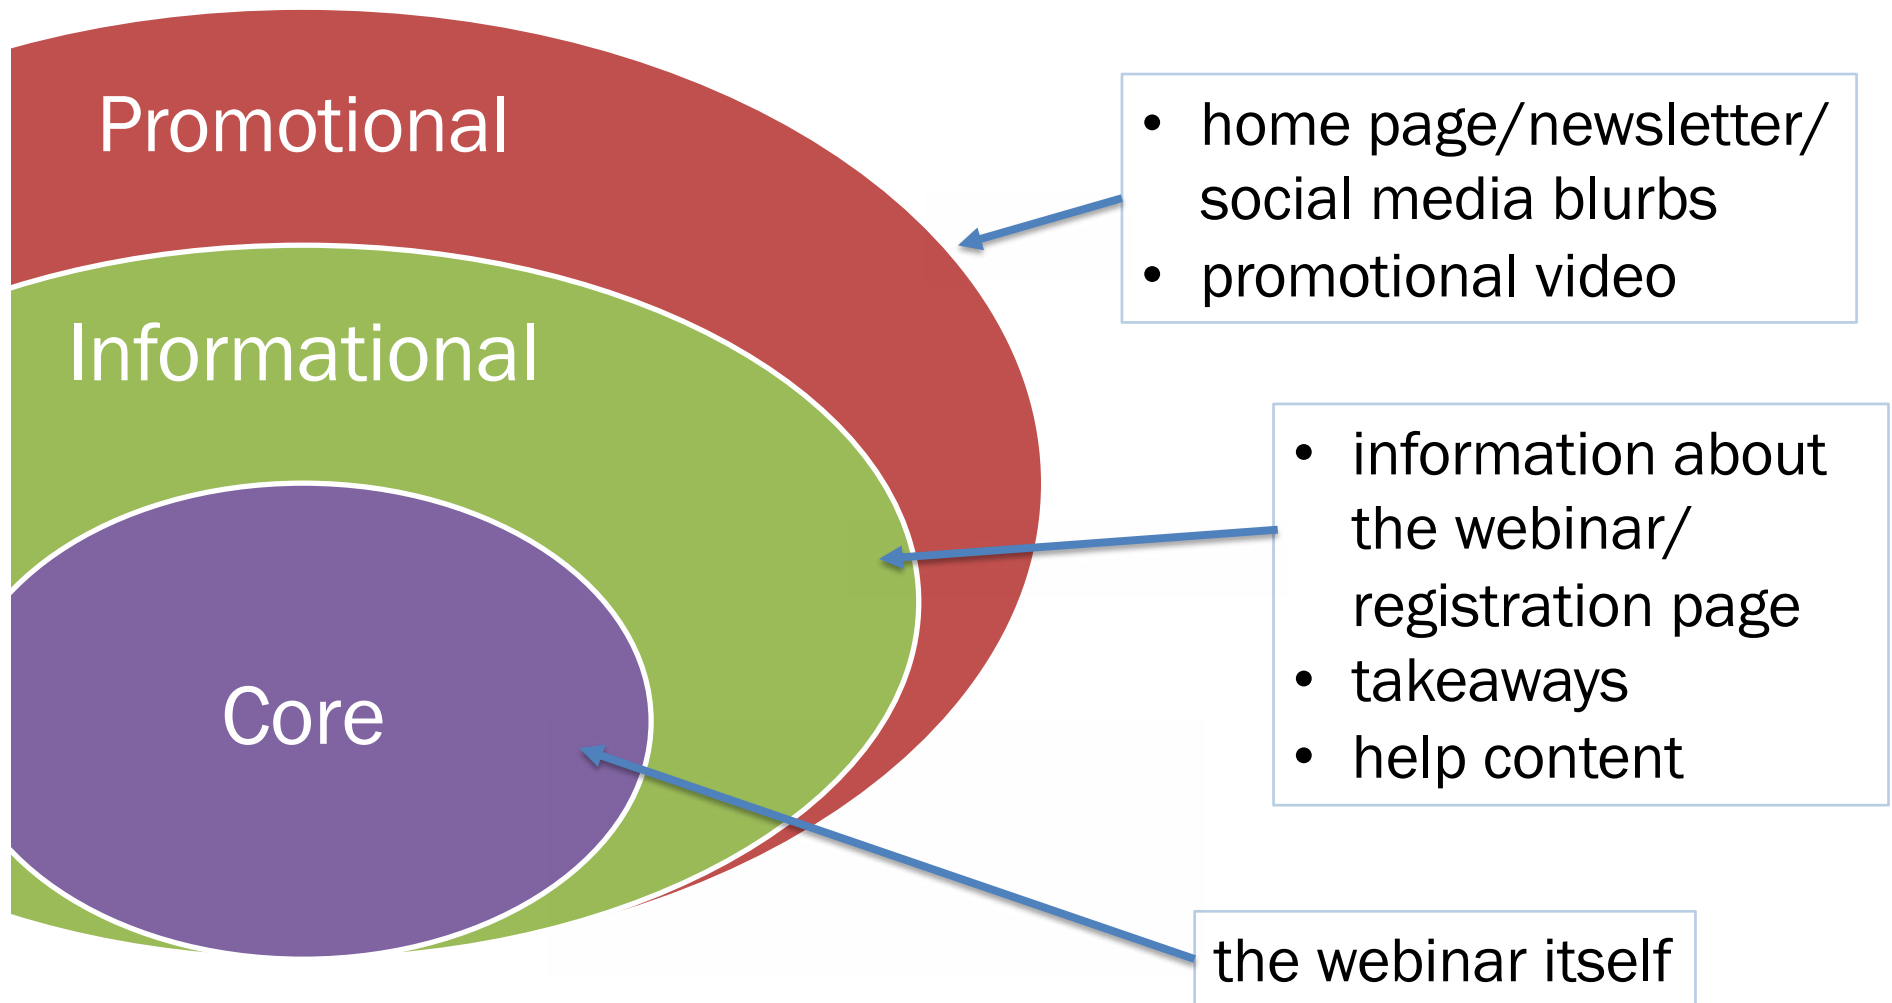 Promotional
• home page/newsletter/
social media blurbs
• promotional video
Informational
• information about
the webinar/
registration page
• takeaways
• help content
Core
the webinar itself